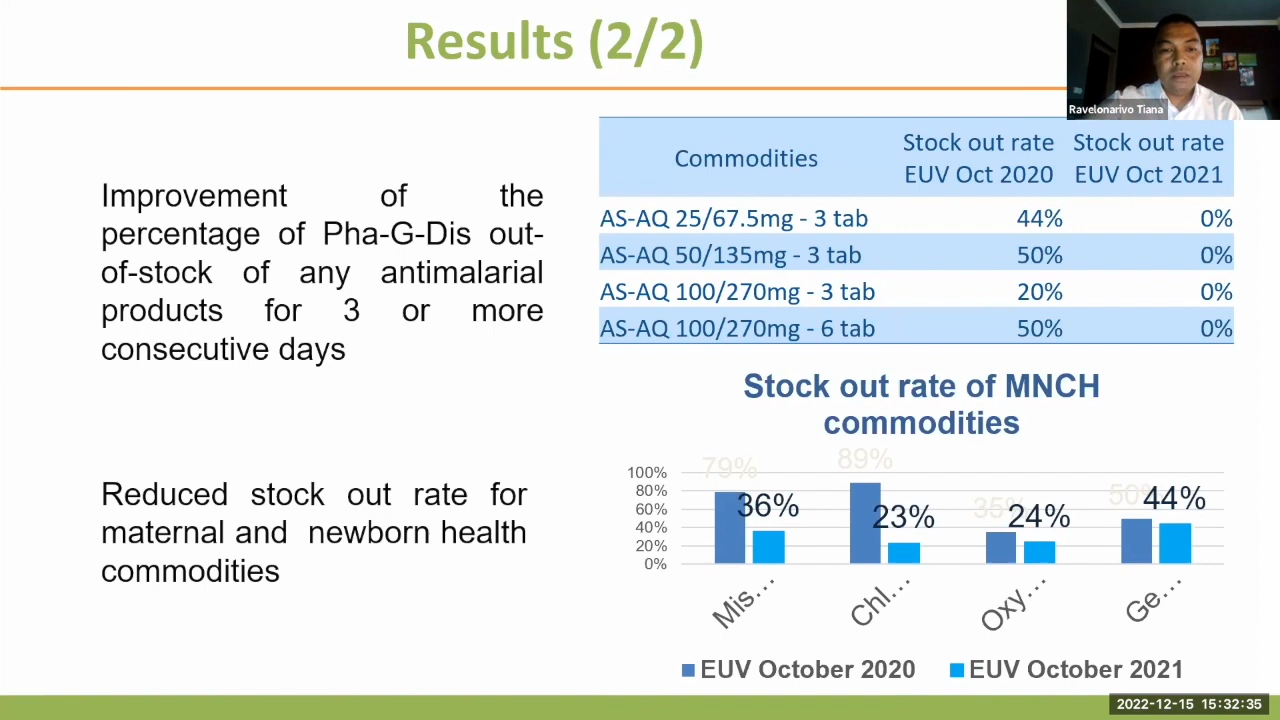 Results (2/2)
Ravelonarivo Tiana
Improvement of the
percentage of Pha-G-Dis out-
of-stock of any antimalarial
products for 3 or more
consecutive days
Reduced stock out rate for
maternal and newborn health
commodities
Commodities
Stock out rate
EUV Oct 2020
Stock out rate
EUV Oct 2021
AS-AQ 25/67.5mg - 3 tab 44% 0%
AS-AQ 50/135mg - 3 tab 50% 0%
AS-AQ 100/270mg - 3 tab 20% 0%
AS-AQ 100/270mg - 6 tab 50% 0%
Stock out rate of MNCH
commodities
100%
80%
60%
40%
20%
0%
79% 36% 89% 23% 35% 24% 50% 44%
Mis... Chl... Oxy... Ge...
EUV October 2020 EUV October 2021
2022-12-15 15:32:35